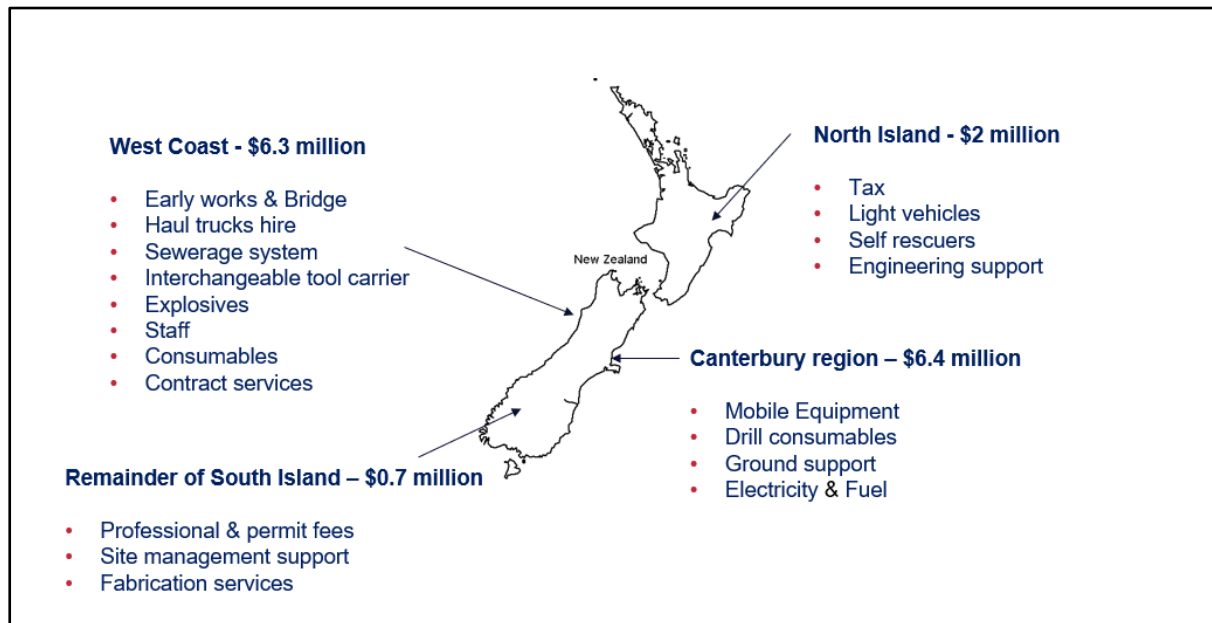 West Coast - $6.3 million
Early works & Bridge
Haul trucks hire
Sewerage system
Interchangeable tool carrier
Explosives
Staff
Consumables
Contract services
North Island - $2 million
Tax
Light vehicles
Self rescuers
Engineering support
New Zealand
Canterbury region – $6.4 million
Mobile Equipment
Drill consumables
Ground support
Electricity & Fuel
Remainder of South Island – $0.7 million
Professional & permit fees
Site management support
Fabrication services